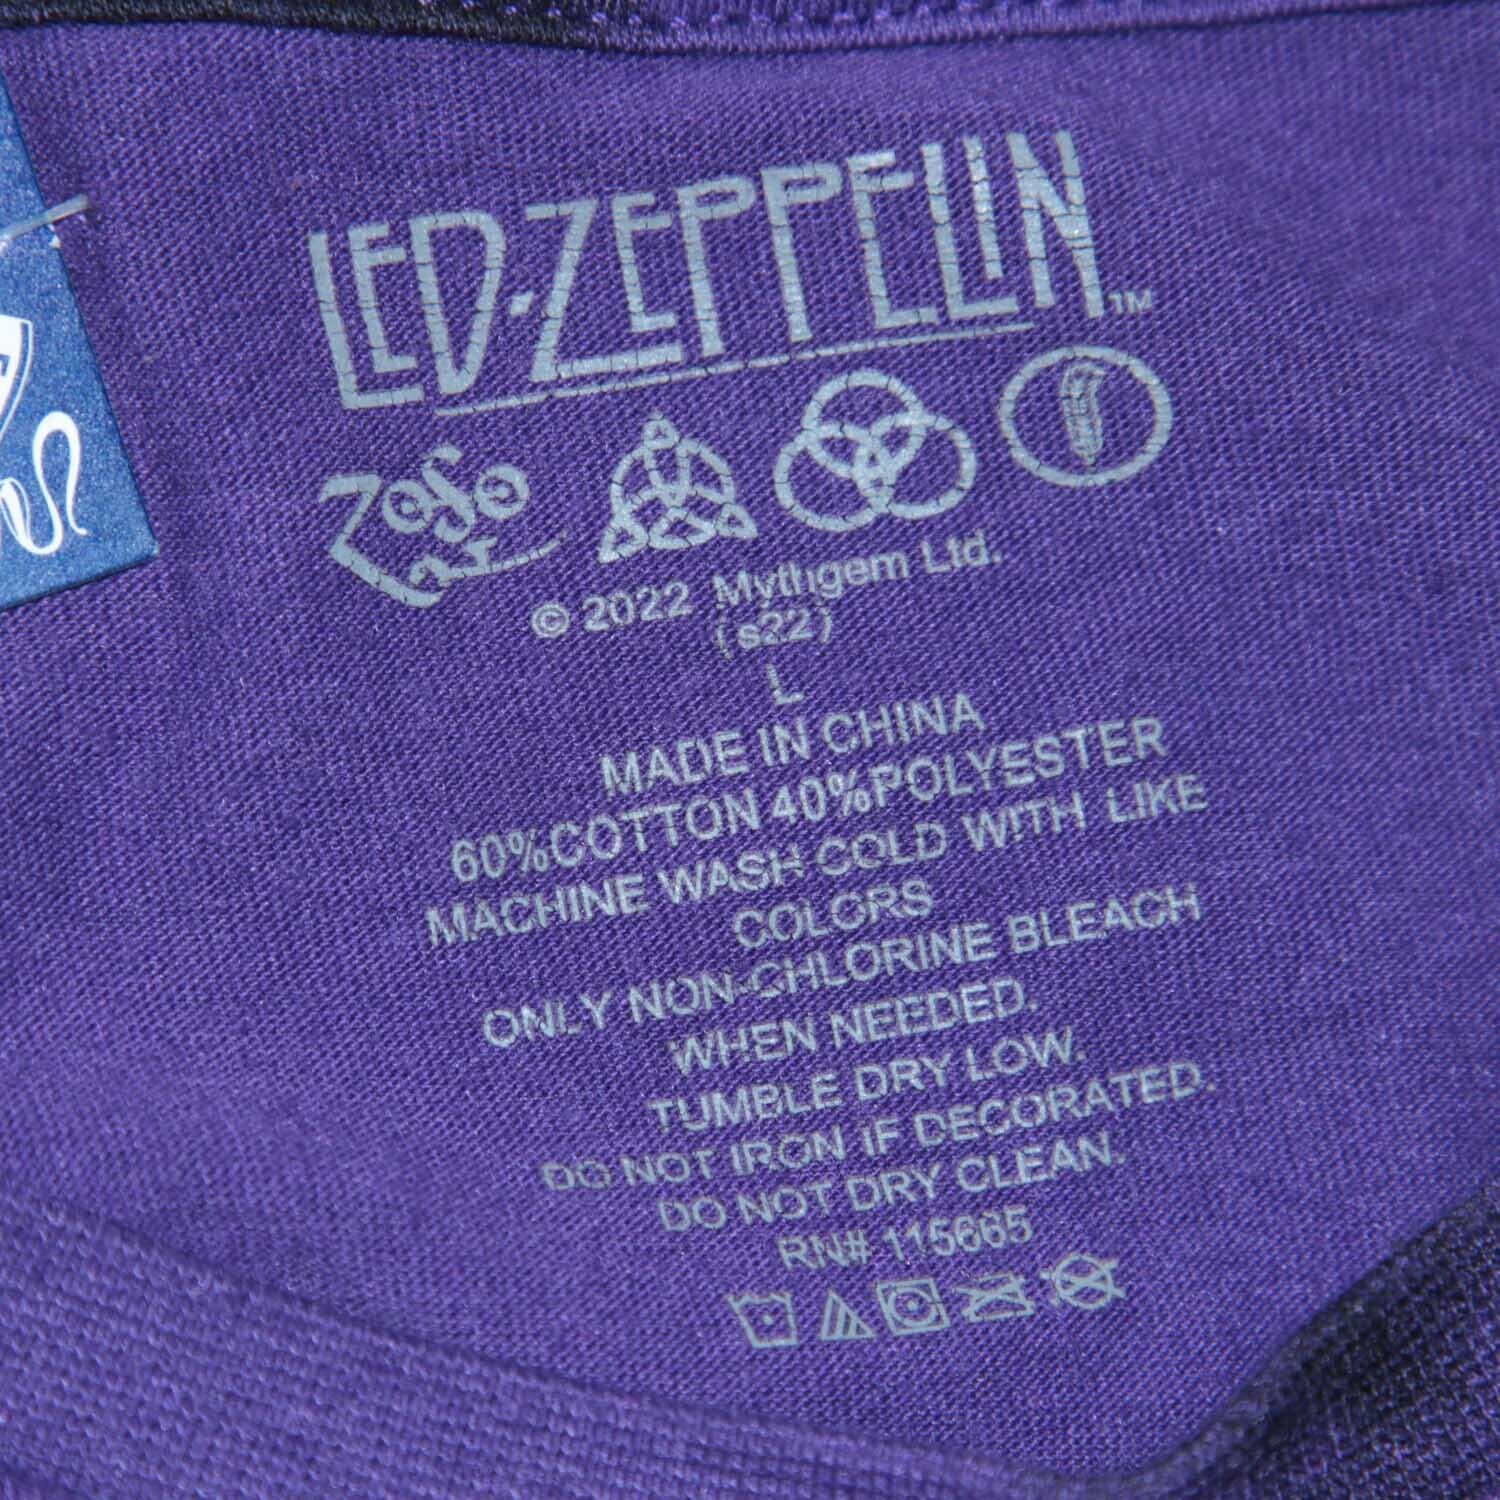 LED-ZEPPELIN™
ZOSO
© 2022 Mythgem Ltd.
(s22)
L
MADE IN CHINA
60%COTTON 40%POLYESTER
MACHINE WASH COLD WITH LIKE
COLORS
ONLY NON-CHLORINE BLEACH
WHEN NEEDED.
TUMBLE DRY LOW.
DO NOT IRON IF DECORATED.
DO NOT DRY CLEAN.
RN# 115665